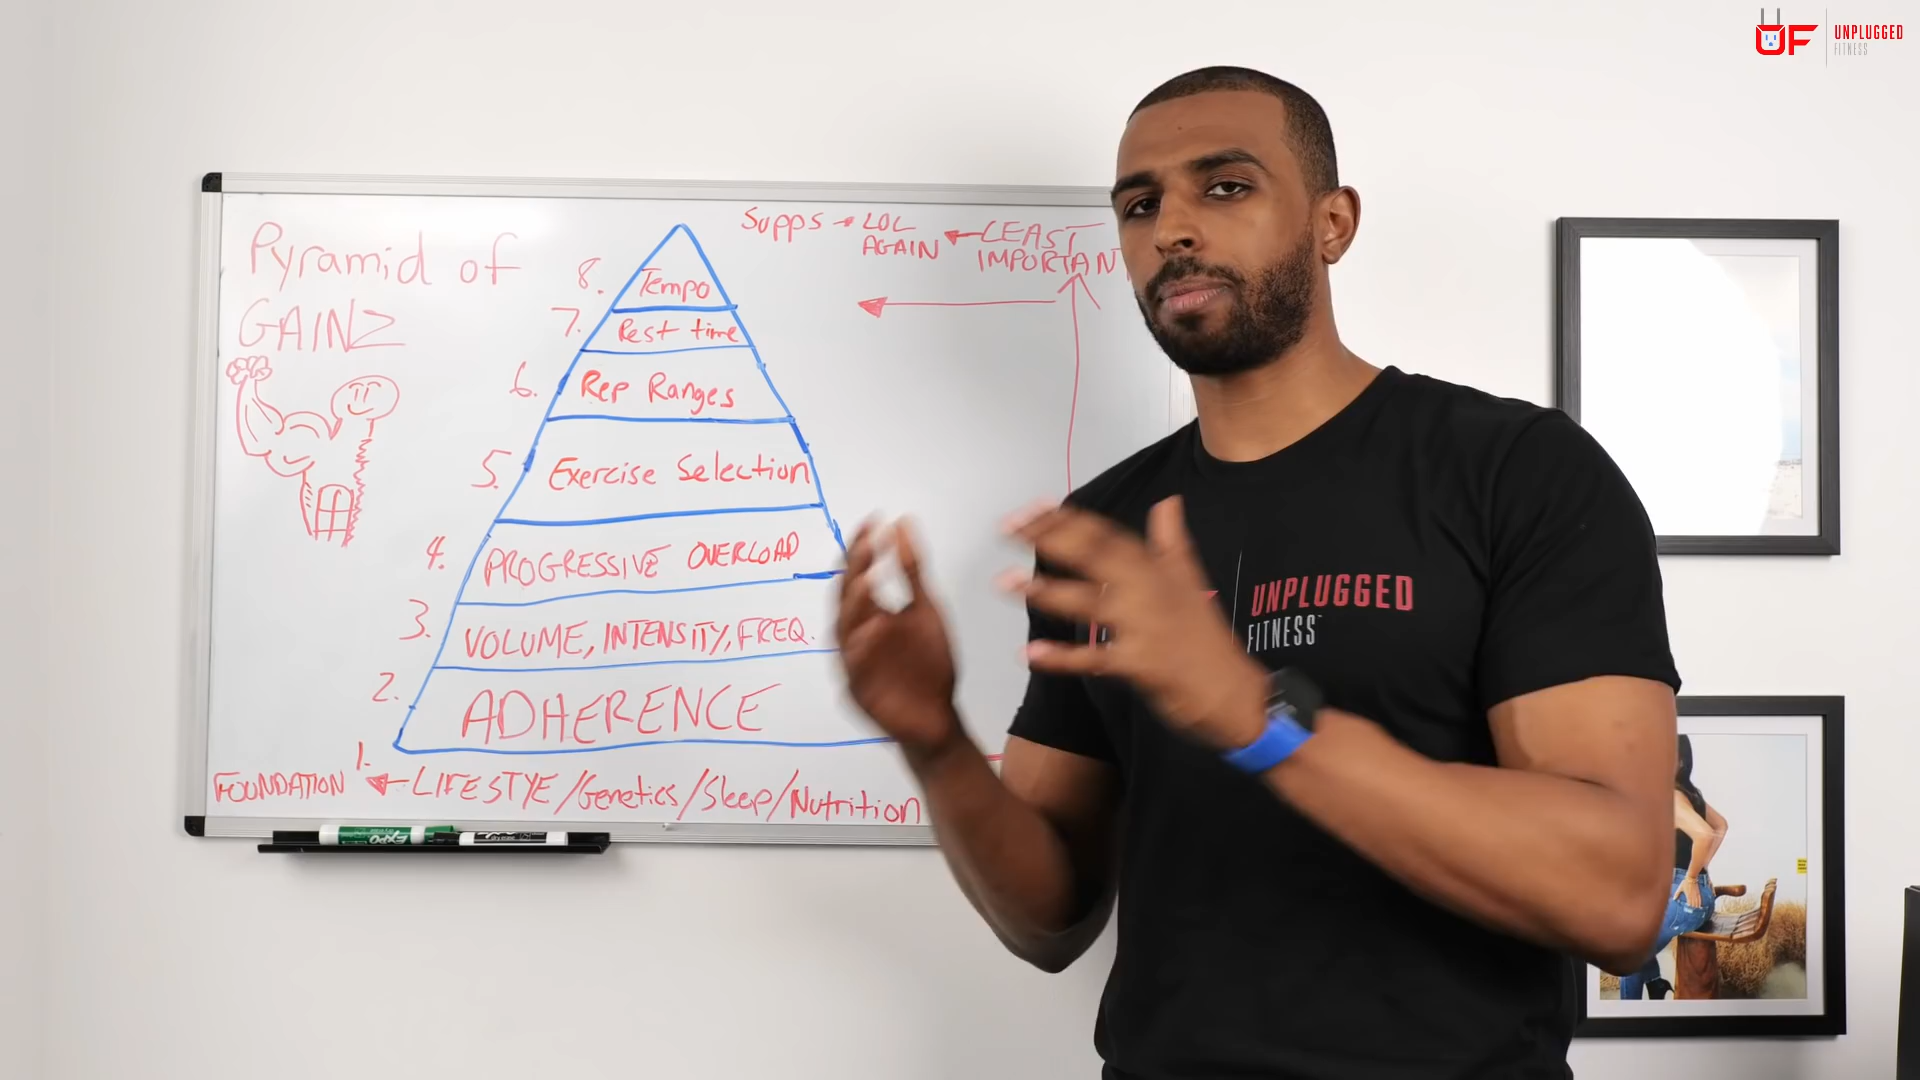 UF UNPLUGGED
FITNESS
Pyramid of
GAINZ
Supps → LOL
AGAIN ← LEAST
IMPORTANT
8. Tempo
7. Rest time
6. Rep Ranges
5. Exercise Selection
4. PROGRESSIVE OVERLOAD
3. VOLUME, INTENSITY, FREQ.
2. ADHERENCE
1.
FOUNDATION ← LIFESTYE/Genetics/Sleep/Nutrition
EXPO
UNPLUGGED
FITNESS